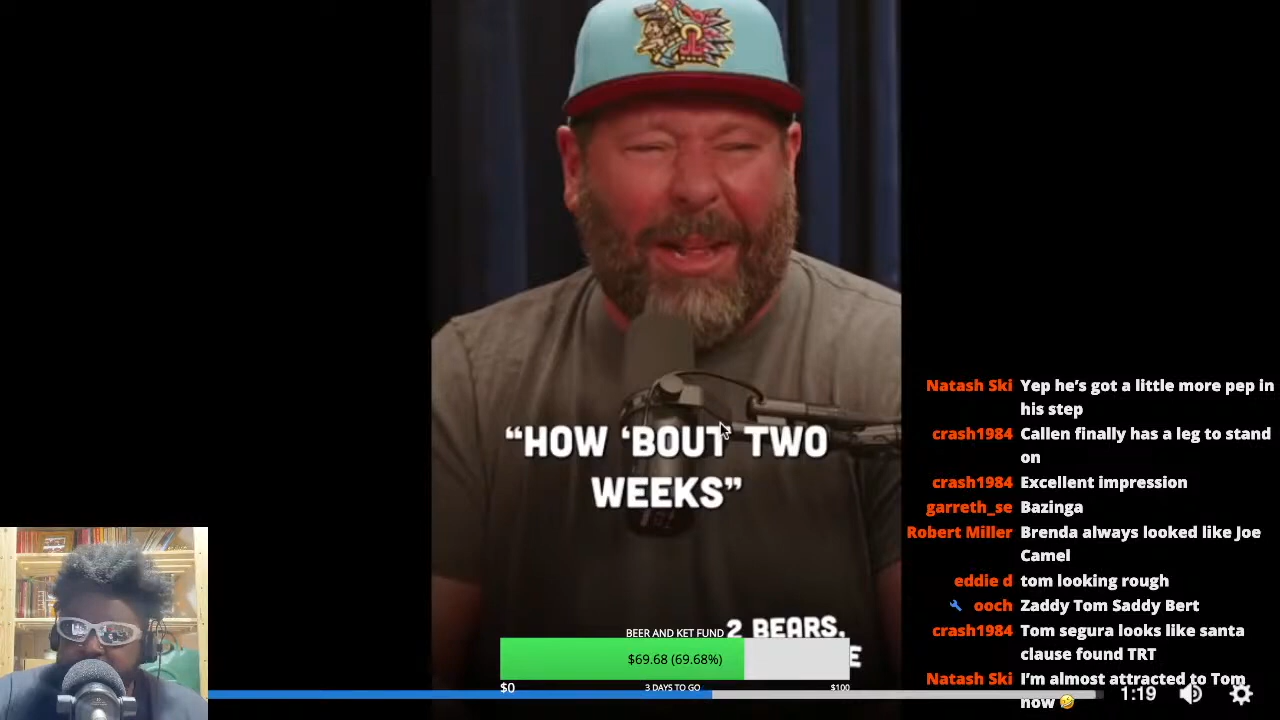 Natash Ski Yep he's got a little more pep in
his step
crash1984 Callen finally has a leg to stand
on
crash1984 Excellent impression
garreth_se Bazinga
Robert Miller Brenda always looked like Joe
Camel
eddie d tom looking rough
ooch Zaddy Tom Saddy Bert
crash1984 Tom segura looks like santa
clause found TRT
Natash Ski I'm almost attracted to Tom
now 🤣
“HOW ‘BOUT TWO
WEEKS”
2 BEARS,
E
BEER AND KET FUND
$69.68 (69.68%)
$0
3 DAYS TO GO
$100
1:19